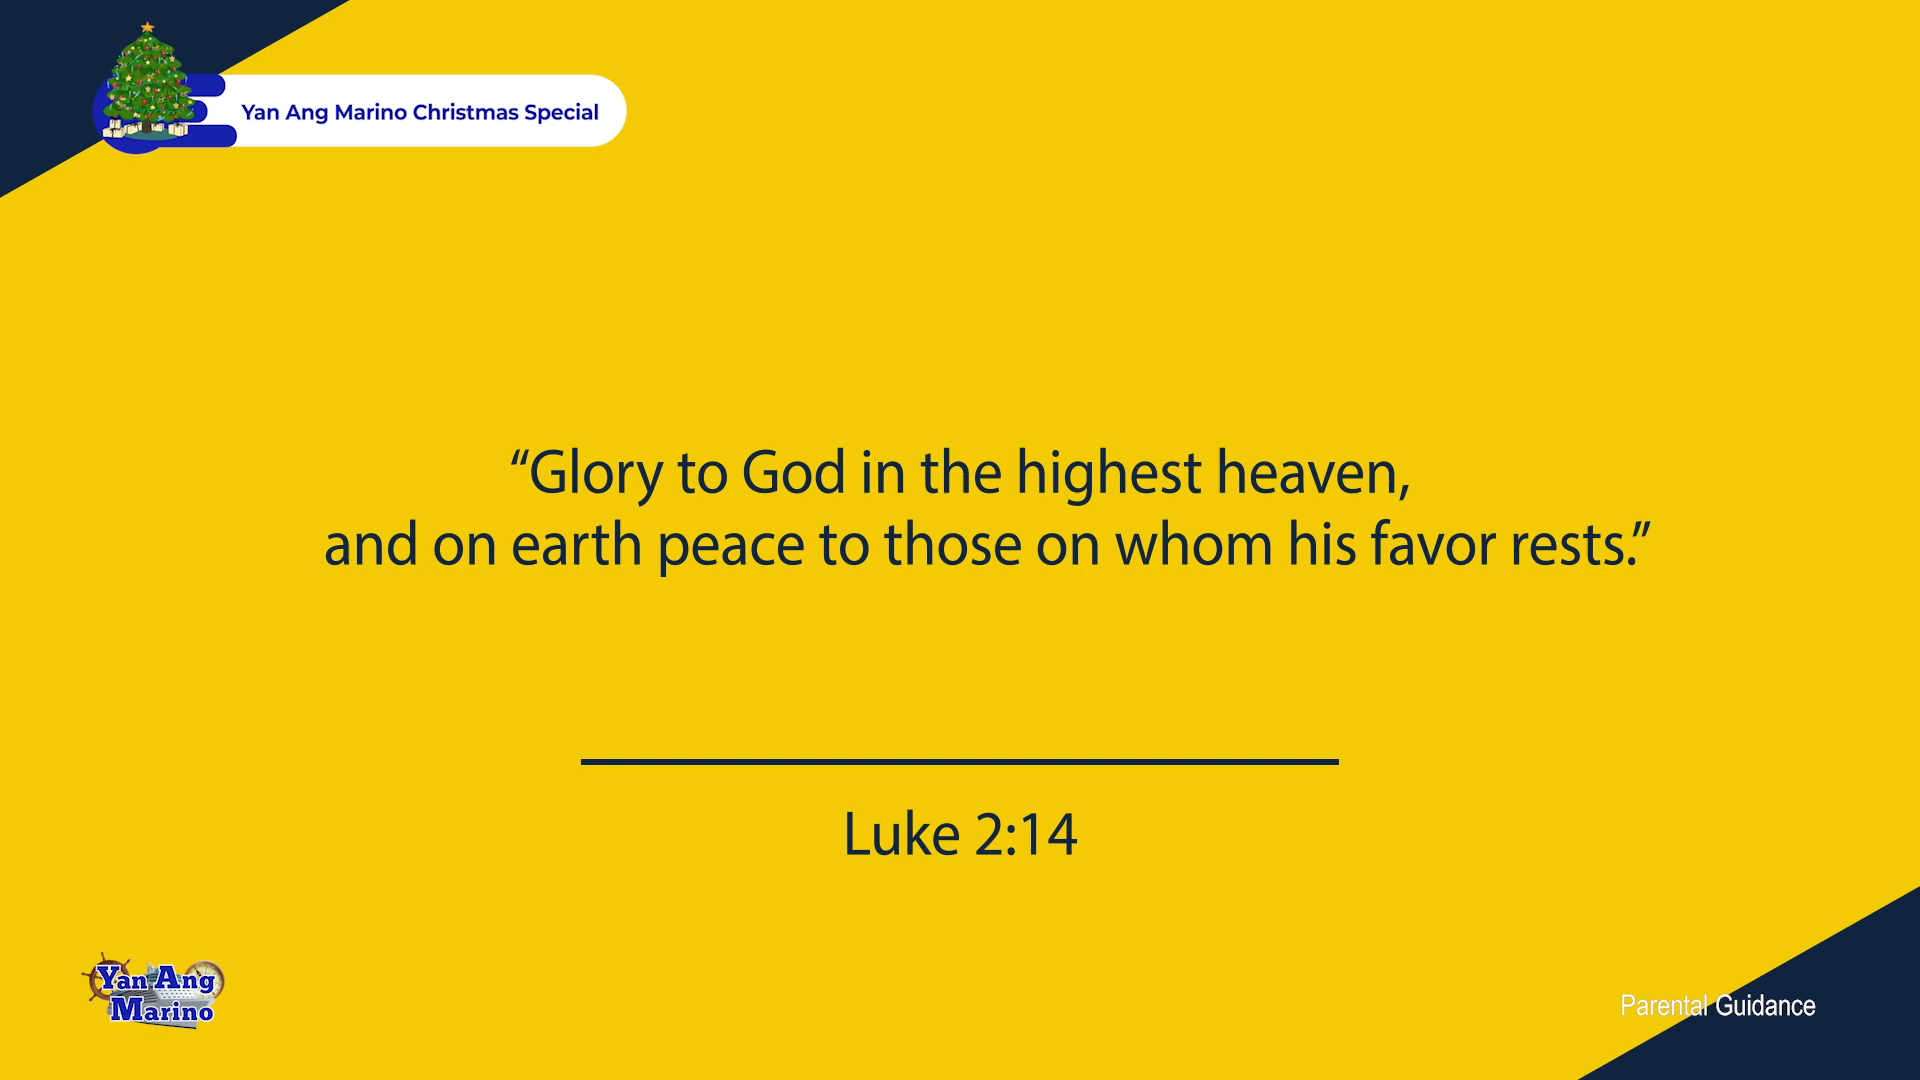 Yan Ang Marino Christmas Special
“Glory to God in the highest heaven,
and on earth peace to those on whom his favor rests.”
Luke 2:14
Yan Ang
Marino
Parental Guidance